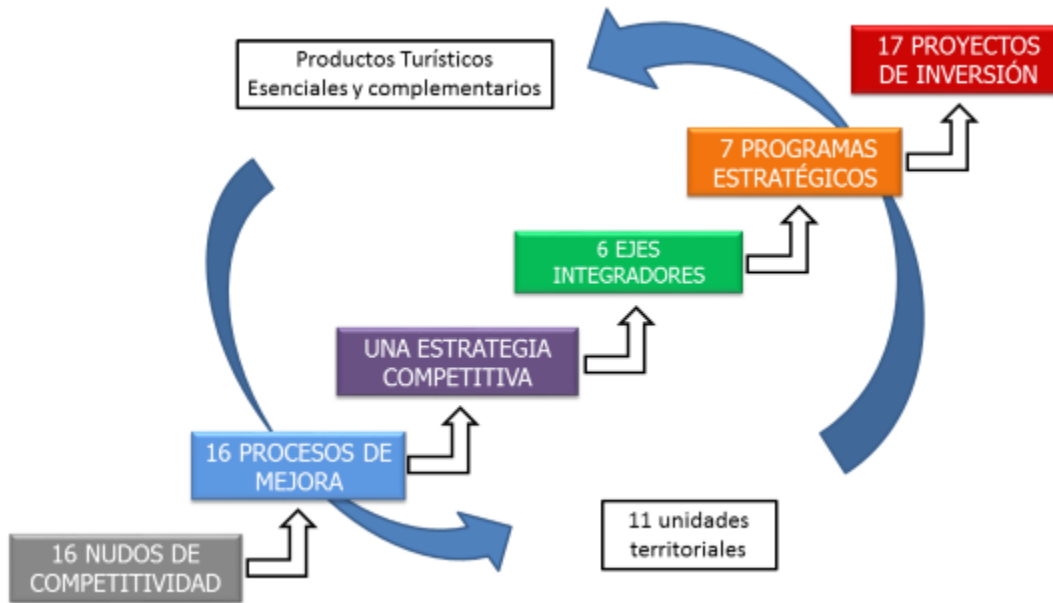 Productos Turísticos
Esenciales y complementarios
17 PROYECTOS
DE INVERSIÓN
7 PROGRAMAS
ESTRATÉGICOS
6 EJES
INTEGRADORES
UNA ESTRATEGIA
COMPETITIVA
16 PROCESOS DE
MEJORA
11 unidades
territoriales
16 NUDOS DE
COMPETITIVIDAD